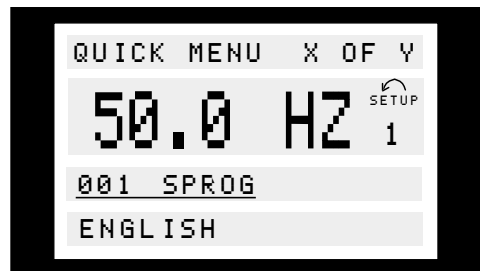 QUICK MENU X OF Y
50.0 HZ
SETUP
1
001 SPROG
ENGLISH